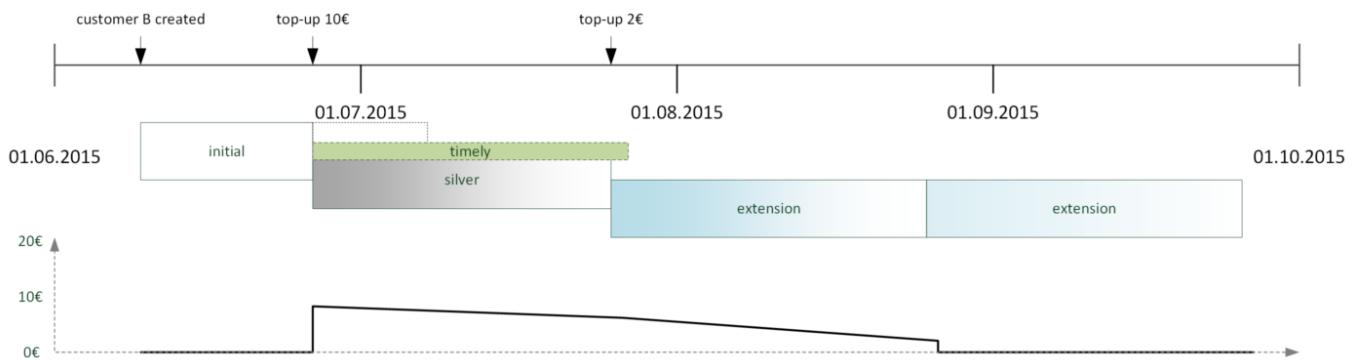 customer B created
top-up 10€
top-up 2€
01.07.2015
01.08.2015
01.09.2015
01.06.2015
initial
timely
01.10.2015
silver
extension
extension
20€
10€
0€